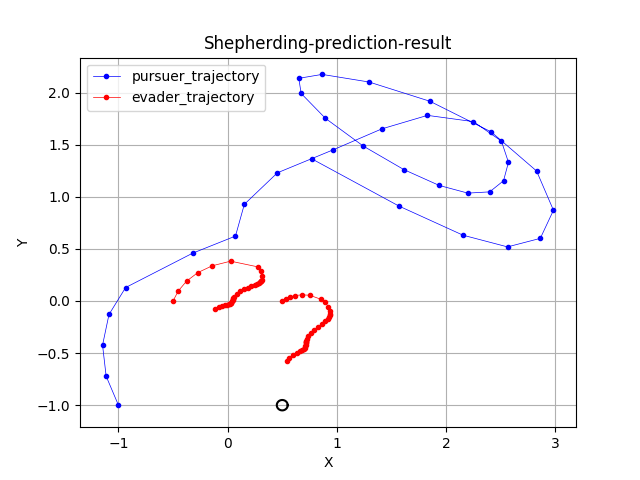 Shepherding-prediction-result
pursuer_trajectory
evader_trajectory
Y
2.0
1.5
1.0
0.5
0.0
−0.5
−1.0
−1
0
1
2
3
X